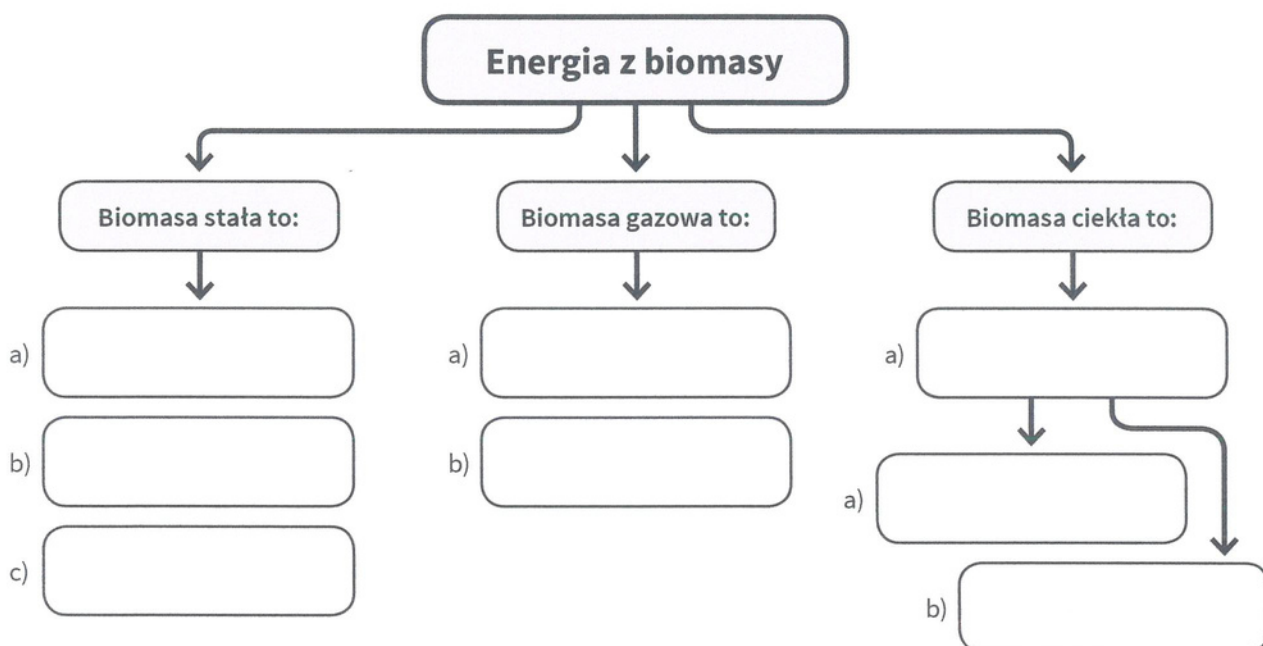 Energia z biomasy
Biomasa stała to:
Biomasa gazowa to:
Biomasa ciekła to:
a)
a)
a)
b)
b)
a)
c)
b)